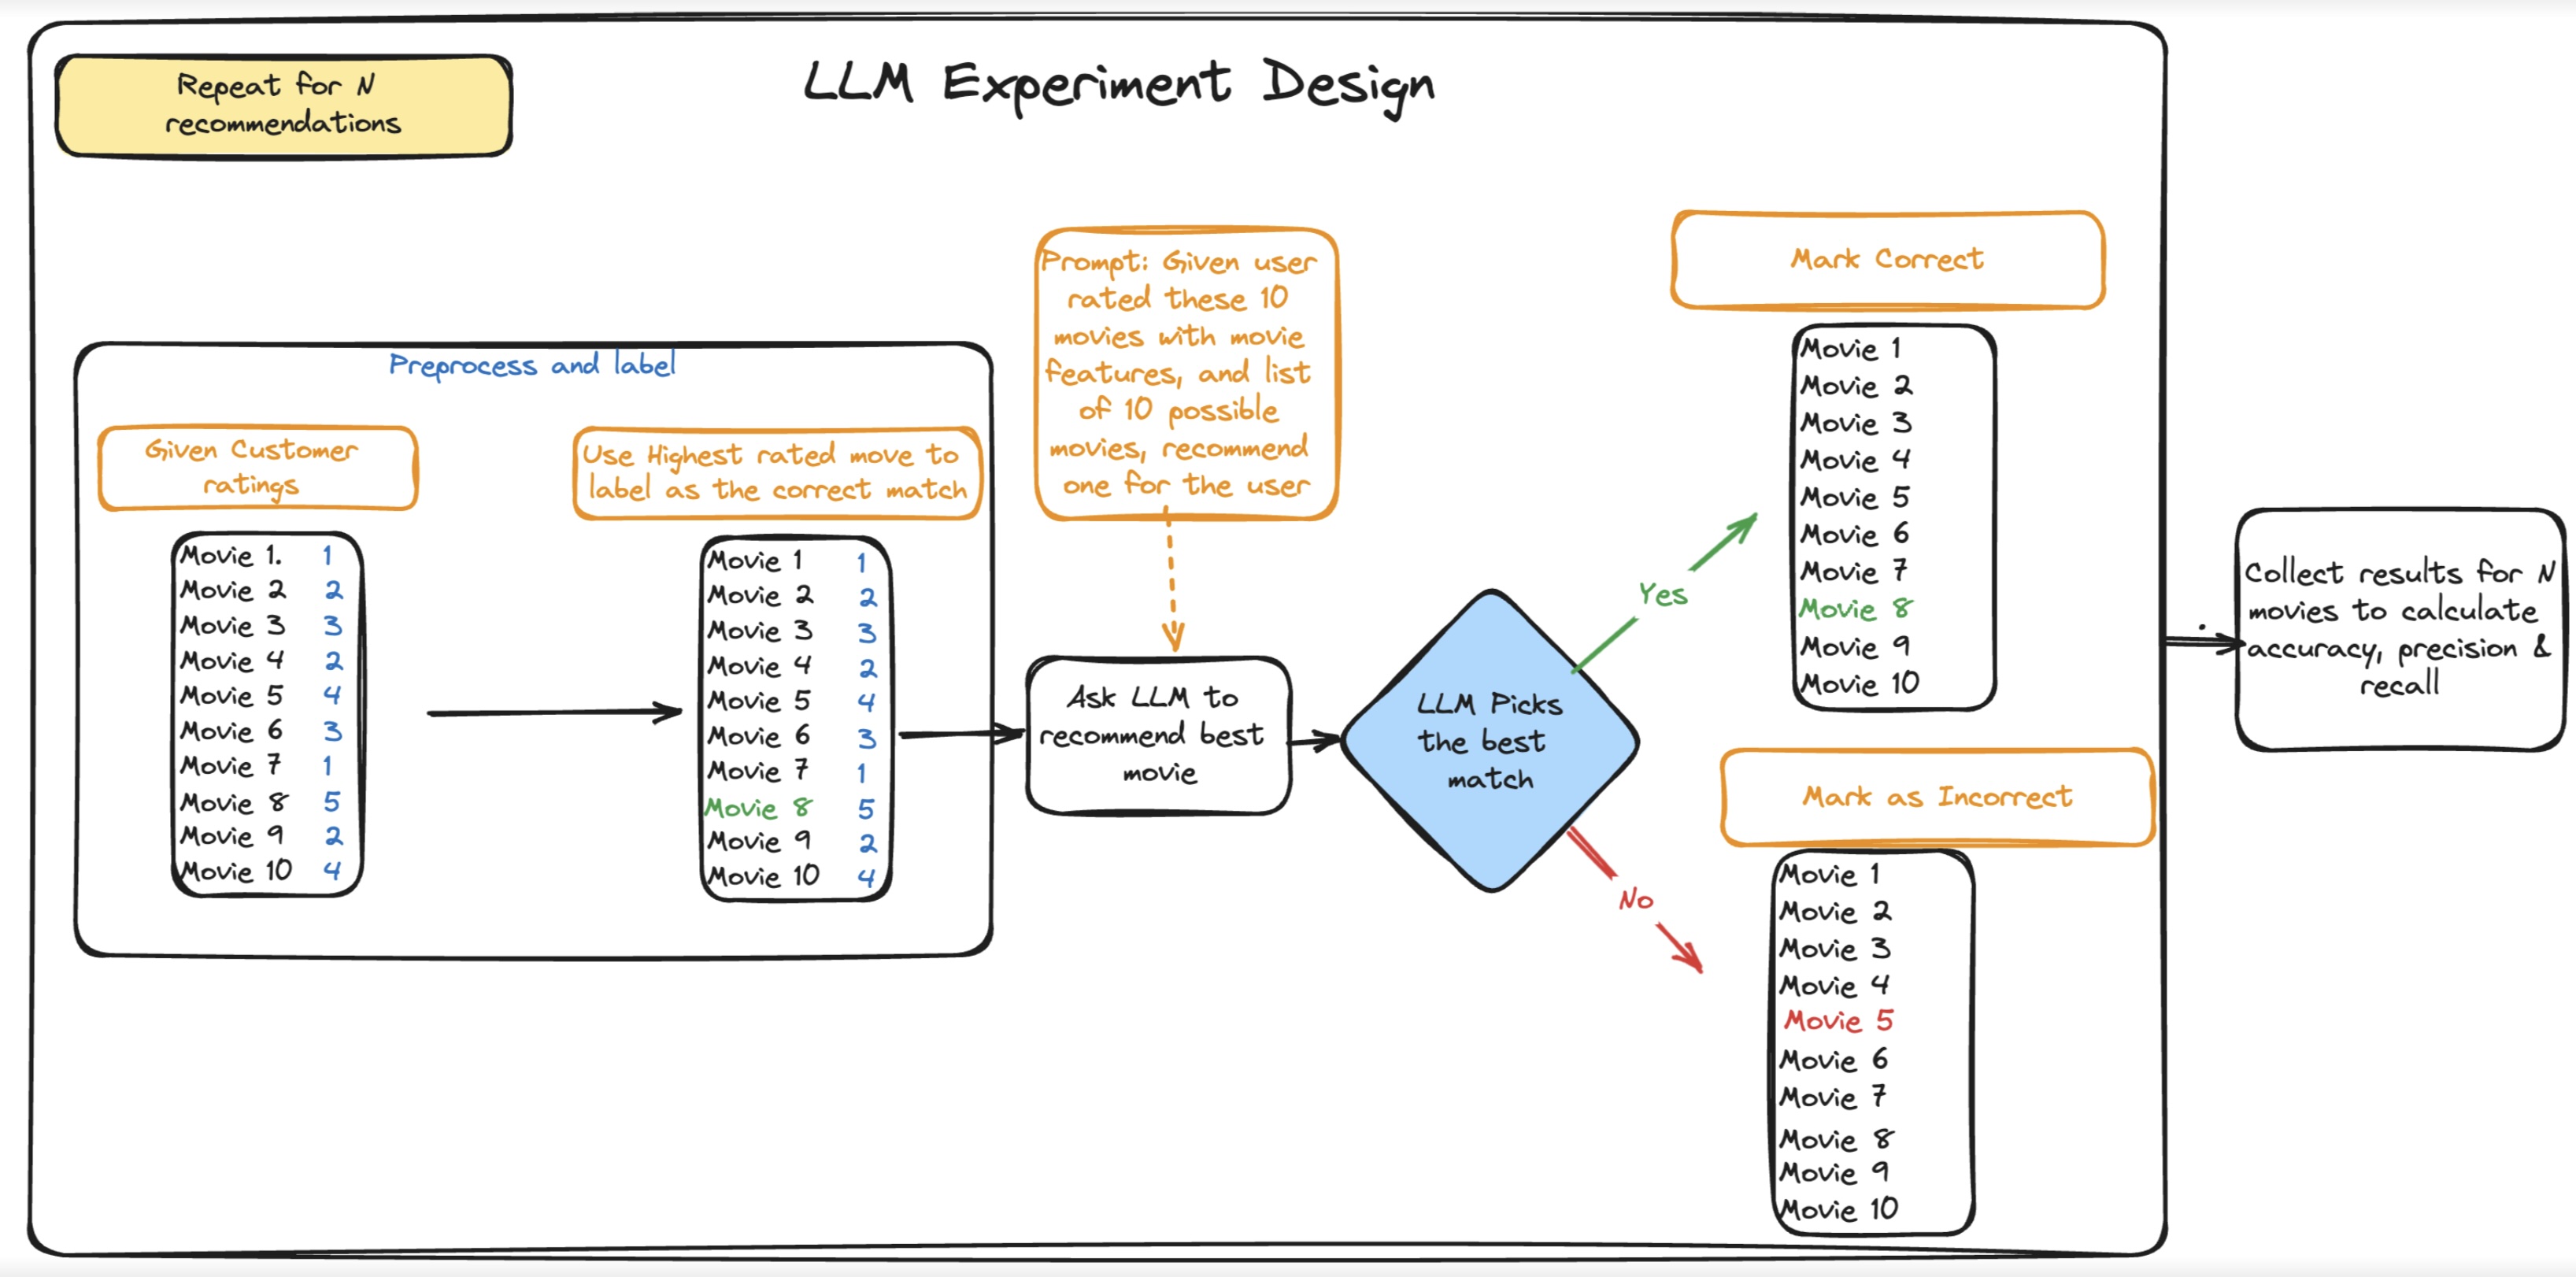 Repeat for N
recommendations
LLM Experiment Design
Preprocess and label
Given Customer
ratings
Movie 1. 1
Movie 2 2
Movie 3 3
Movie 4 2
Movie 5 4
Movie 6 3
Movie 7 1
Movie 8 5
Movie 9 2
Movie 10 4
Use Highest rated move to
label as the correct match
Movie 1 1
Movie 2 2
Movie 3 3
Movie 4 2
Movie 5 4
Movie 6 3
Movie 7 1
Movie 8 5
Movie 9 2
Movie 10 4
Prompt: Given user
rated these 10
movies with movie
features, and list
of 10 possible
movies, recommend
one for the user
Ask LLM to
recommend best
movie
LLM Picks
the best
match
Yes
No
Mark Correct
Movie 1
Movie 2
Movie 3
Movie 4
Movie 5
Movie 6
Movie 7
Movie 8
Movie 9
Movie 10
Mark as Incorrect
Movie 1
Movie 2
Movie 3
Movie 4
Movie 5
Movie 6
Movie 7
Movie 8
Movie 9
Movie 10
Collect results for N
movies to calculate
accuracy, precision &
recall